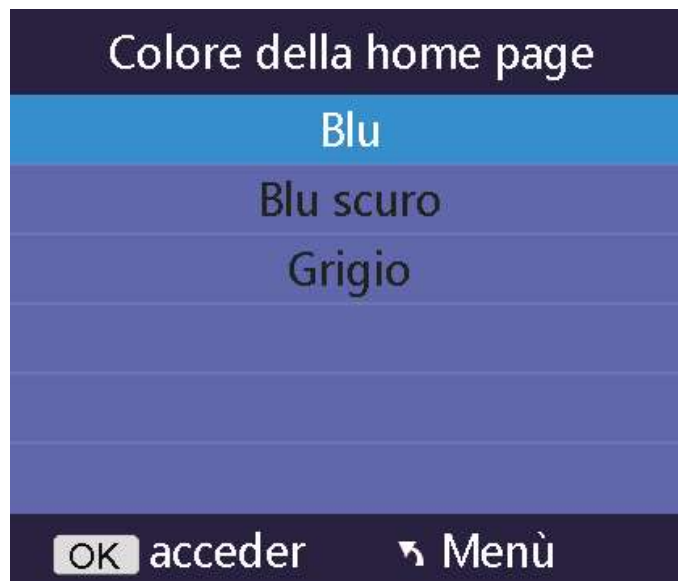 Colore della home page
Blu
Blu scuro
Grigio
OK acceder Menù